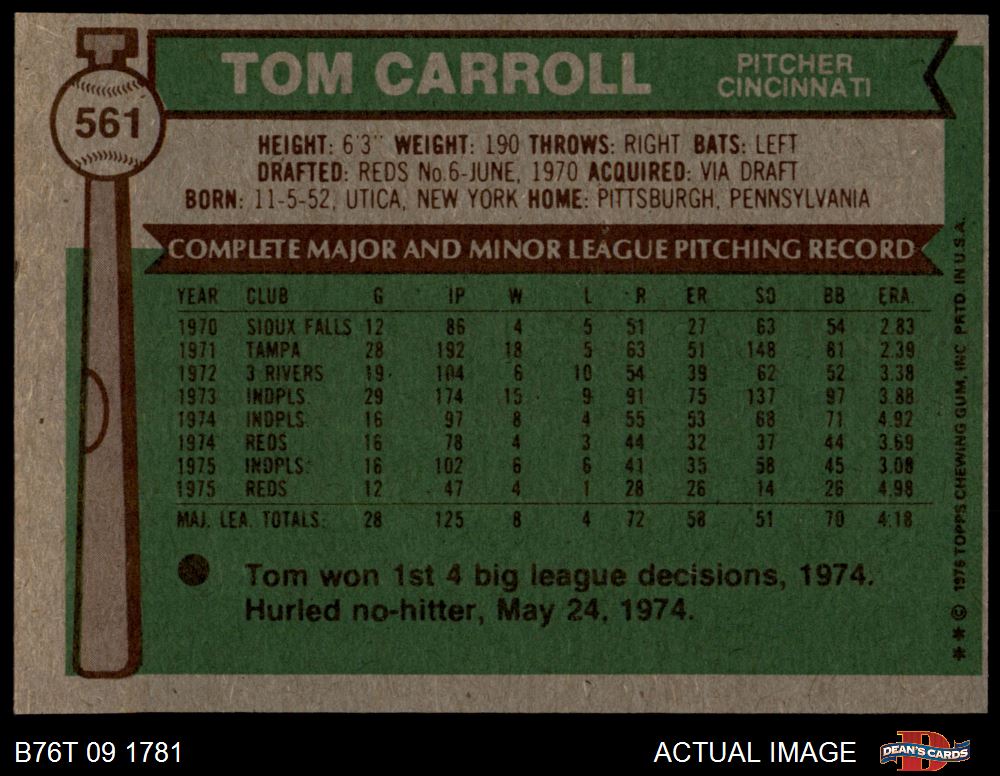 TOM CARROLL
PITCHER
CINCINNATI
561
HEIGHT: 6'3" WEIGHT: 190 THROWS: RIGHT BATS: LEFT
DRAFTED: REDS No.6-JUNE, 1970 ACQUIRED: VIA DRAFT
BORN: 11-5-52, UTICA, NEW YORK HOME: PITTSBURGH, PENNSYLVANIA
COMPLETE MAJOR AND MINOR LEAGUE PITCHING RECORD
YEAR CLUB G IP W L R ER SO BB ERA.
1970 SIOUX FALLS 12 86 4 5 51 27 63 54 2.83
1971 TAMPA 28 192 18 5 63 51 148 81 2.39
1972 3 RIVERS 19 104 6 10 54 39 62 52 3.38
1973 INDPLS. 29 174 15 9 91 75 137 97 3.88
1974 INDPLS. 16 97 8 4 55 53 68 71 4.92
1974 REDS 16 78 4 3 44 32 37 44 3.69
1975 INDPLS. 16 102 6 6 41 35 58 45 3.08
1975 REDS 12 47 4 1 28 26 14 26 4.98
MAJ. LEA. TOTALS: 28 125 8 4 72 58 51 70 4.18
Tom won 1st 4 big league decisions, 1974.
Hurled no-hitter, May 24, 1974.
** © 1976 TOPPS CHEWING GUM, INC. PRTD. IN U.S.A.
B76T 09 1781
ACTUAL IMAGE
DEAN'S CARDS